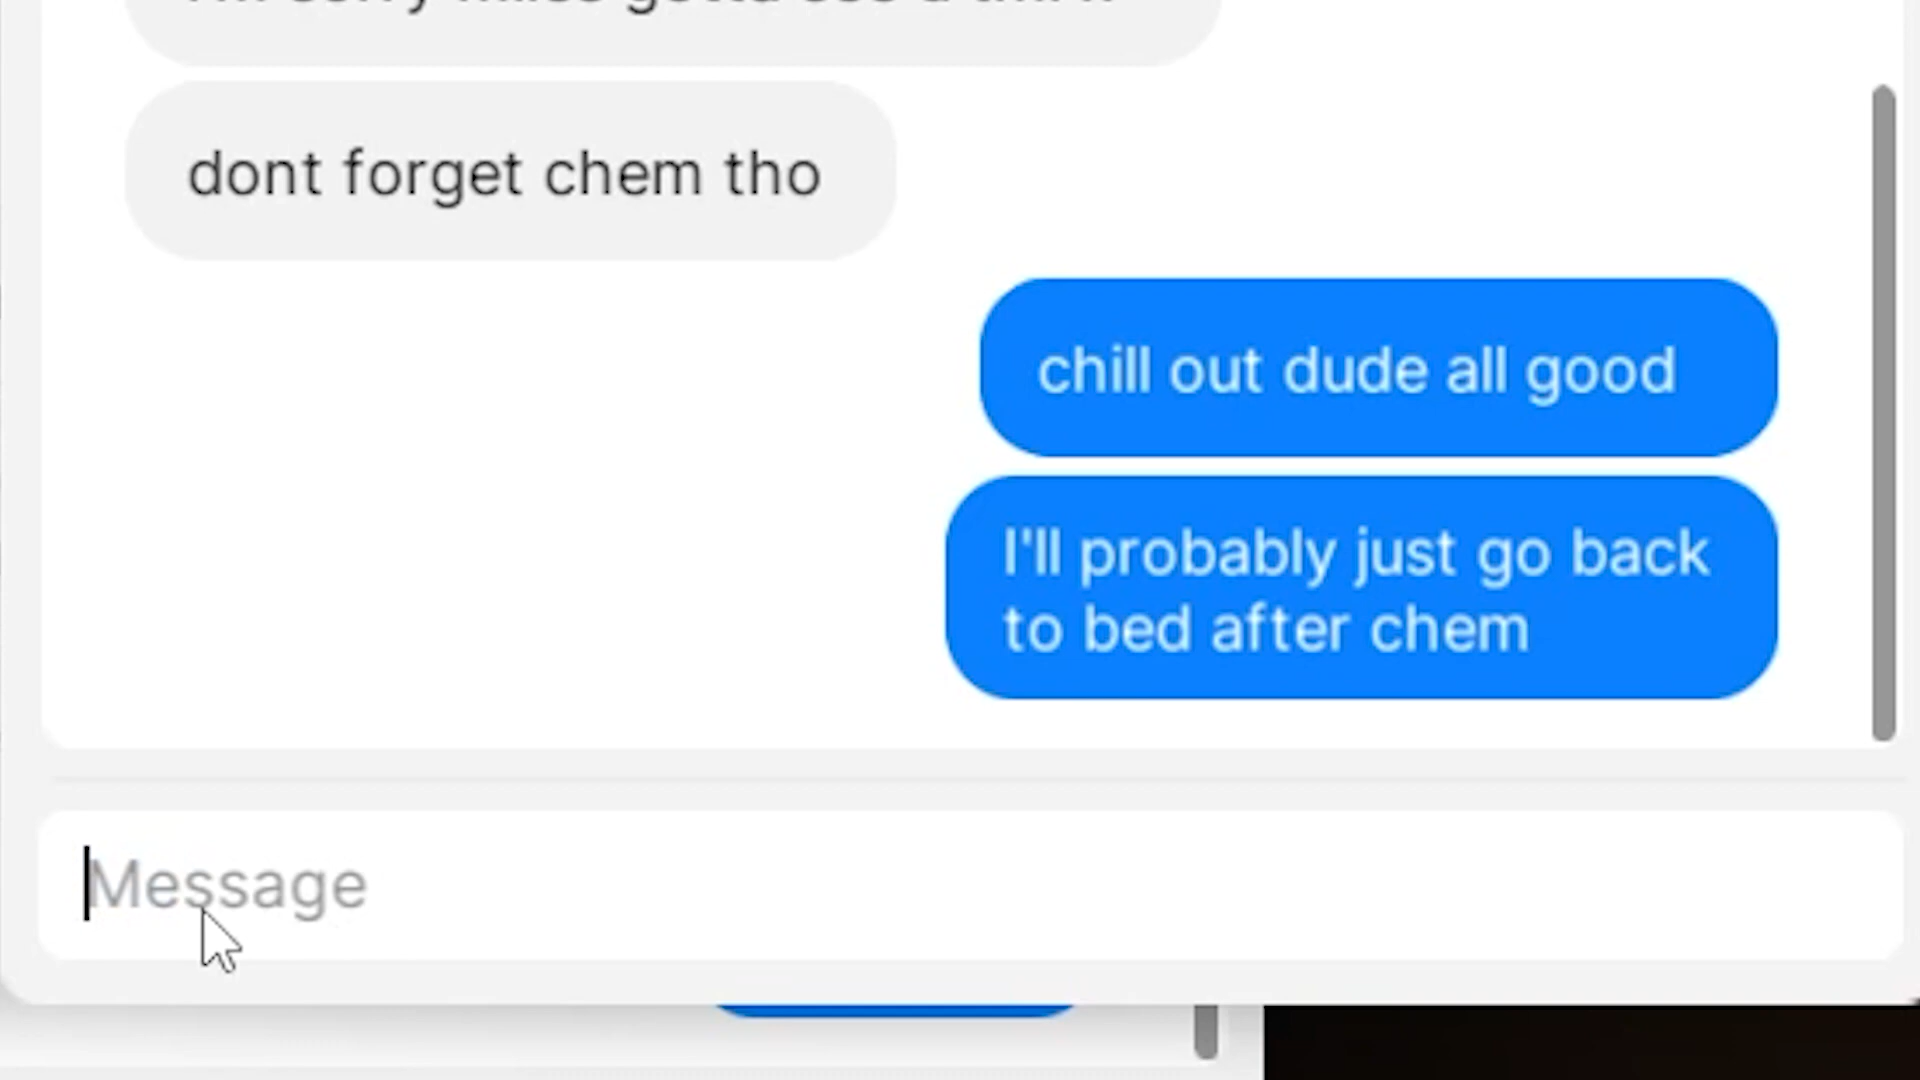 dont forget chem tho
chill out dude all good
I'll probably just go back
to bed after chem
Message